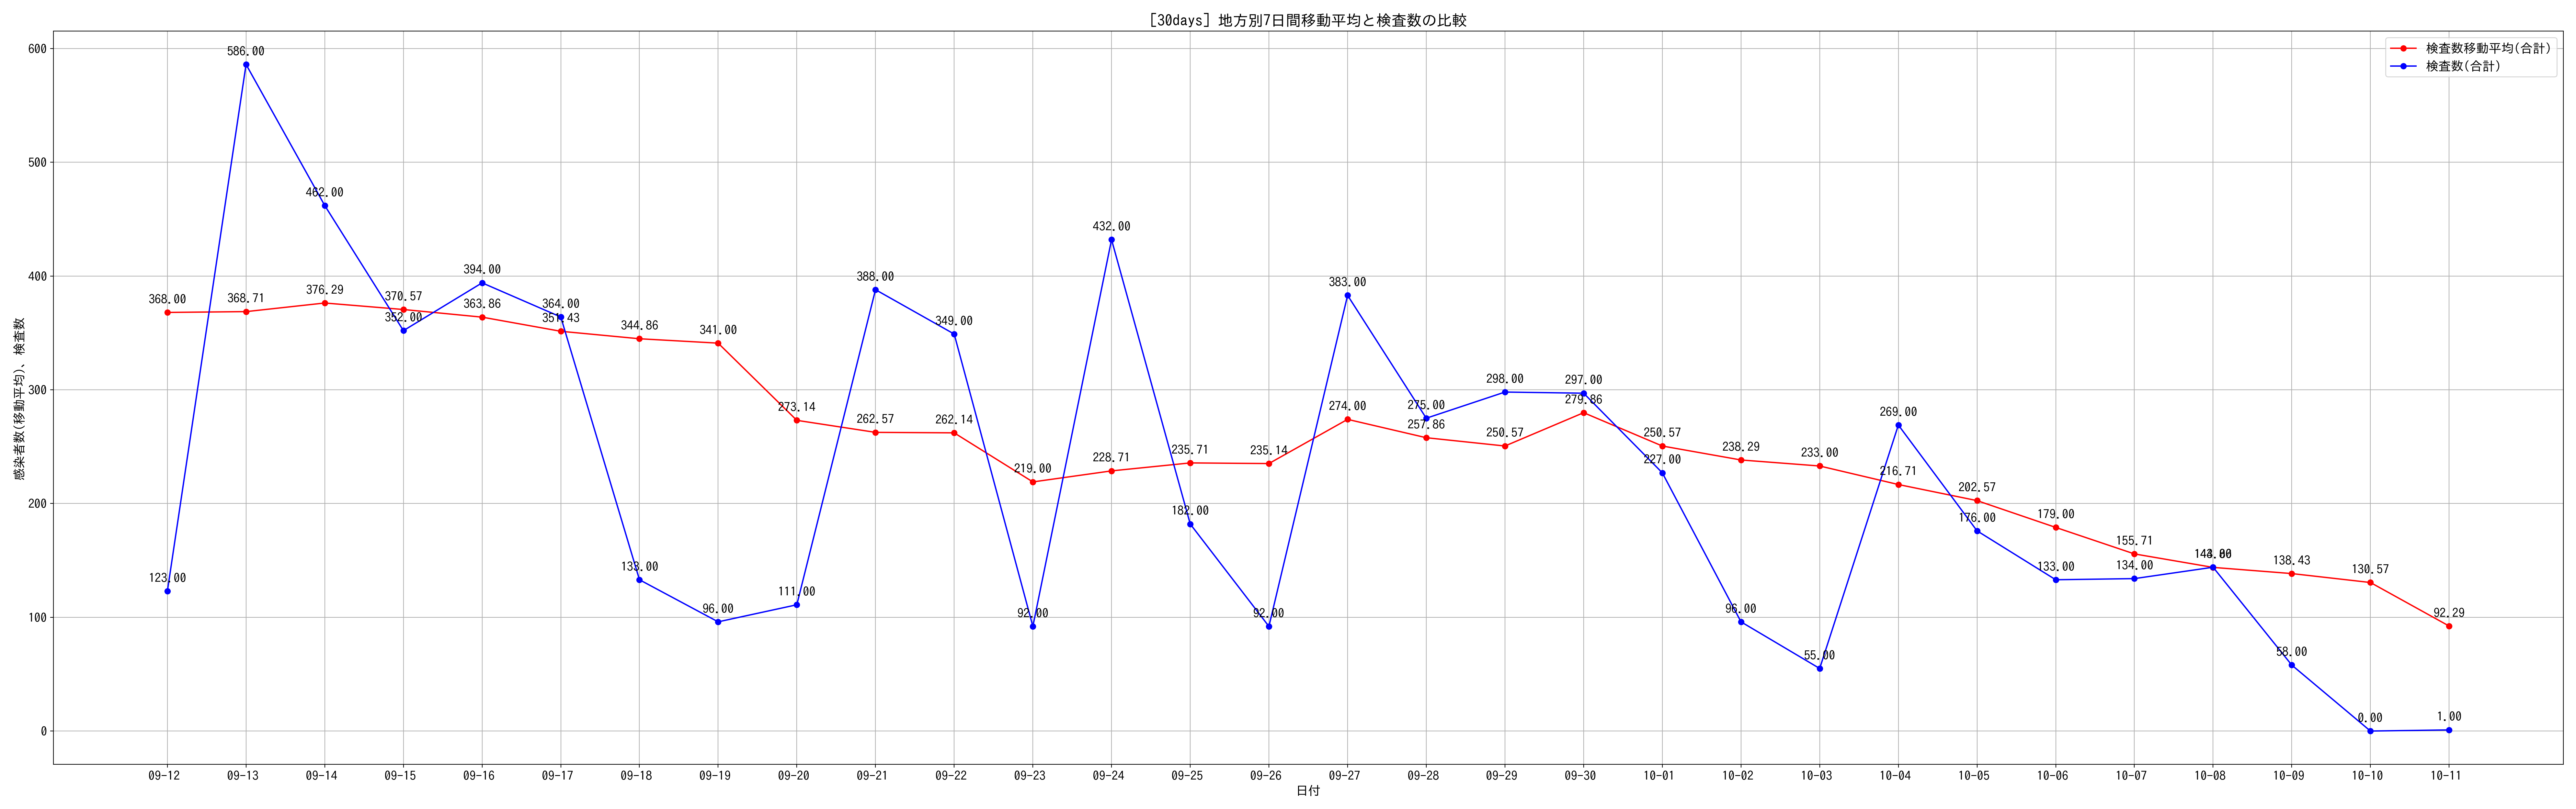 [30days] 地方別7日間移動平均と検査数の比較
検査数移動平均(合計)
検査数(合計)
感染者数(移動平均)、検査数
600
500
400
300
200
100
0
368.00 368.71 376.29 370.57 363.86 351.43 344.86 341.00 273.14 262.57 262.14 219.00 228.71 235.71 235.14 274.00 257.86 250.57 279.86 250.57 238.29 233.00 216.71 202.57 179.00 155.71 143.86 138.43 130.57 92.29
123.00 586.00 462.00 352.00 394.00 364.00 133.00 96.00 111.00 388.00 349.00 92.00 432.00 182.00 92.00 383.00 275.00 298.00 297.00 227.00 96.00 55.00 269.00 176.00 133.00 134.00 144.00 58.00 0.00 1.00
09-12 09-13 09-14 09-15 09-16 09-17 09-18 09-19 09-20 09-21 09-22 09-23 09-24 09-25 09-26 09-27 09-28 09-29 09-30 10-01 10-02 10-03 10-04 10-05 10-06 10-07 10-08 10-09 10-10 10-11
日付